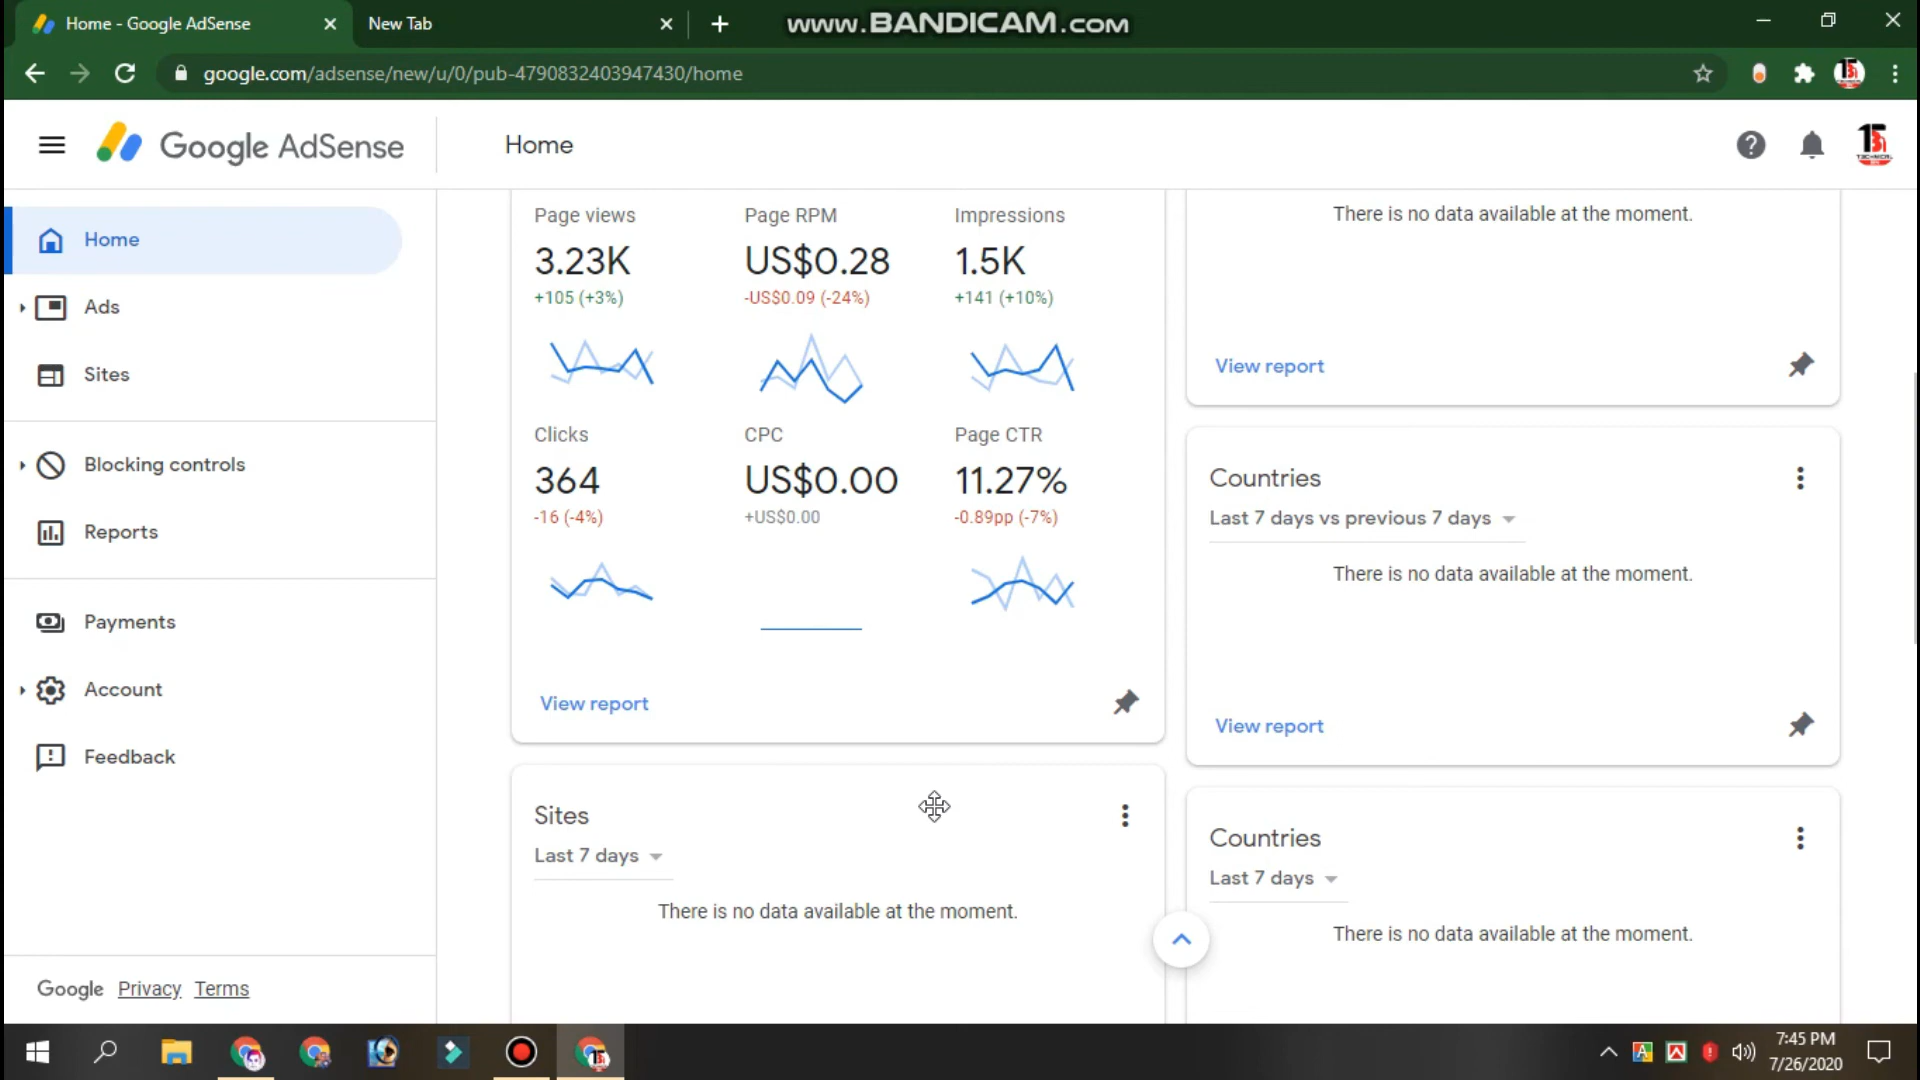 Home - Google AdSense
New Tab
www.BANDICAM.com
google.com/adsense/new/u/0/pub-4790832403947430/home
Google AdSense
Home
Home
Ads
Sites
Blocking controls
Reports
Payments
Account
Feedback
Google Privacy Terms
Page views
3.23K
+105 (+3%)
Page RPM
US$0.28
-US$0.09 (-24%)
Impressions
1.5K
+141 (+10%)
Clicks
364
-16 (-4%)
CPC
US$0.00
+US$0.00
Page CTR
11.27%
-0.89pp (-7%)
View report
Sites
Last 7 days
There is no data available at the moment.
There is no data available at the moment.
View report
Countries
Last 7 days vs previous 7 days
There is no data available at the moment.
View report
Countries
Last 7 days
There is no data available at the moment.
7:45 PM
7/26/2020